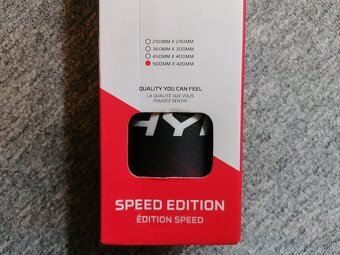 290MM X 240MM
360MM X 300MM
450MM X 400MM
900MM X 420MM
QUALITY YOU CAN FEEL
LA QUALITÉ QUE VOUS
POUVEZ SENTIR
SPEED EDITION
ÉDITION SPEED